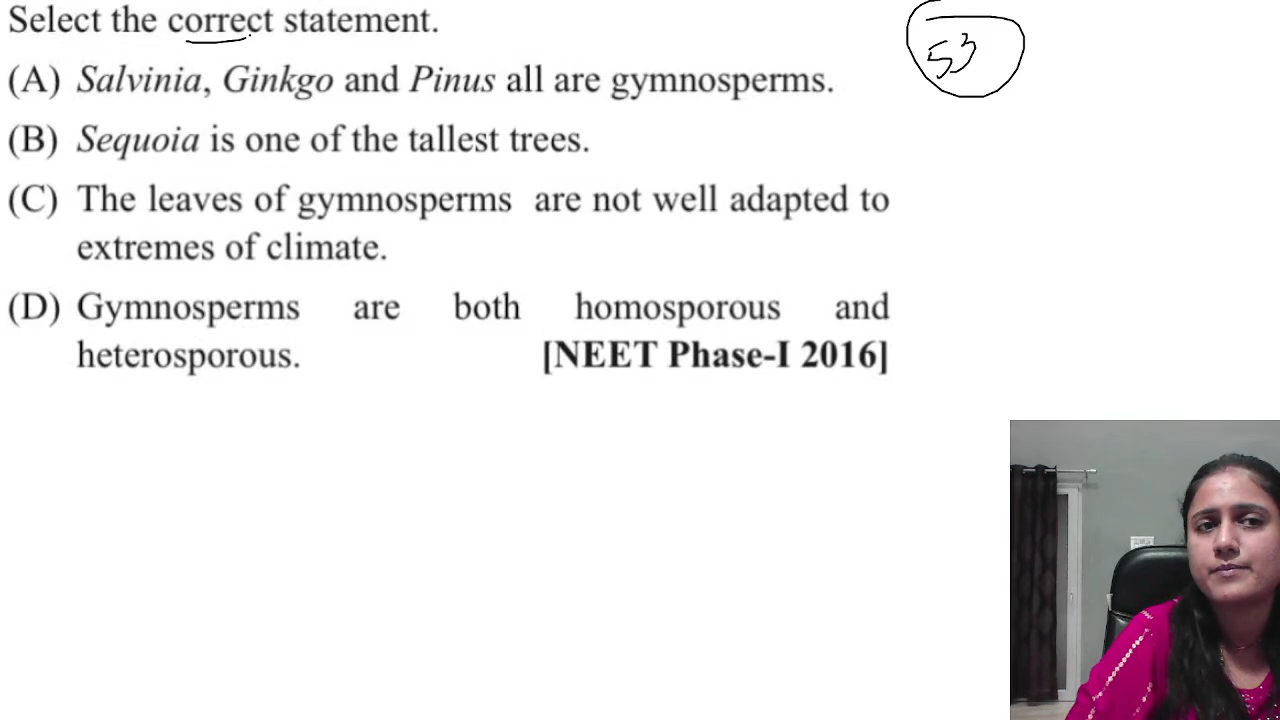 Select the correct statement.
53
(A) Salvinia, Ginkgo and Pinus all are gymnosperms.
(B) Sequoia is one of the tallest trees.
(C) The leaves of gymnosperms are not well adapted to
extremes of climate.
(D) Gymnosperms are both homosporous and
heterosporous. [NEET Phase-I 2016]